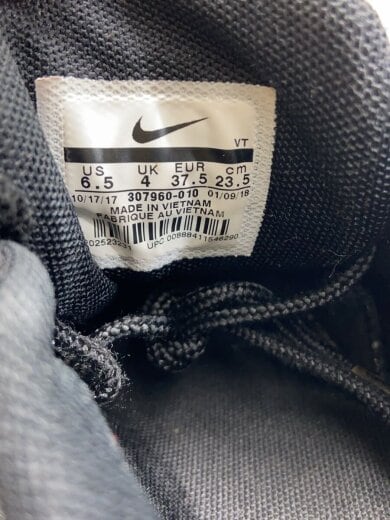 VT
US UK EUR cm
6.5 4 37.5 23.5
10/17/17 307960-010 01/09/18
MADE IN VIETNAM
FABRIQUE AU VIETNAM
UPC 00888411546290